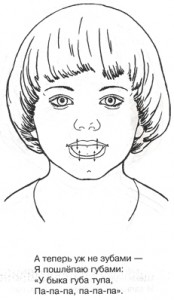 А теперь уж не зубами —
Я пошлёпаю губами:
«У быка губа тупа,
Па-па-па, па-па-па».